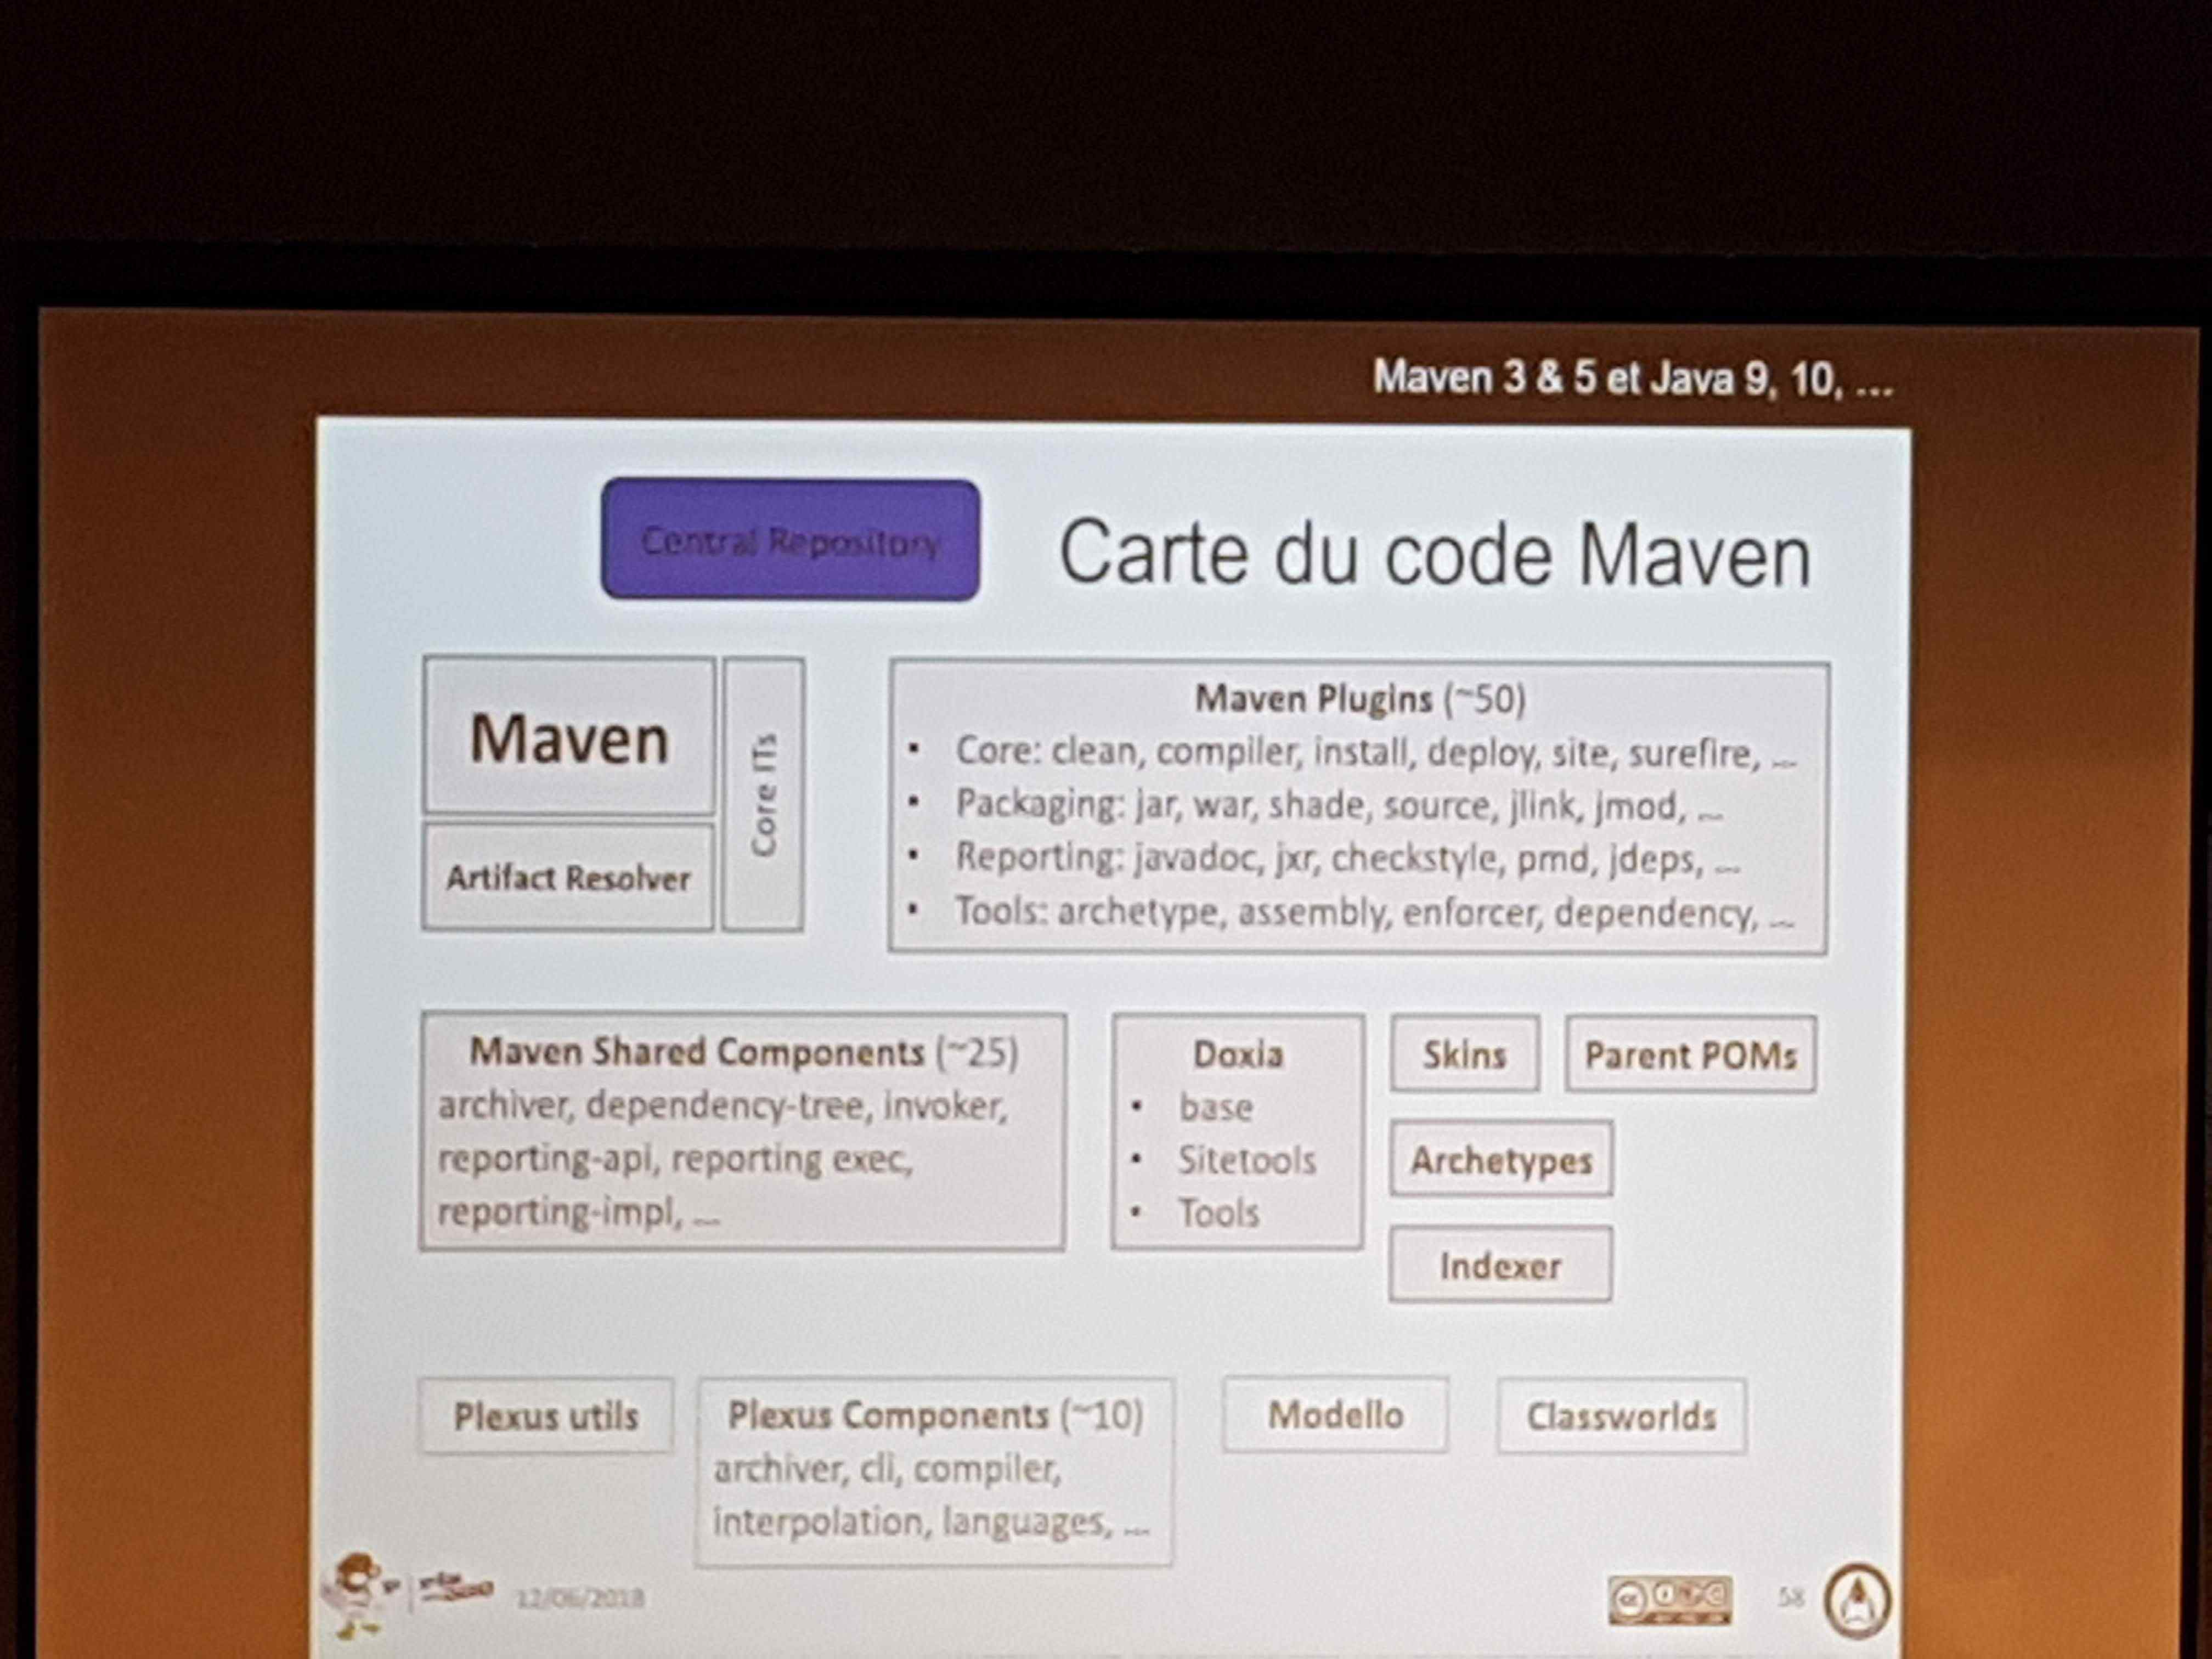 Maven 3 & 5 et Java 9, 10, ...
Central Repository
Carte du code Maven
Maven
Artifact Resolver
Core ITs
Maven Plugins (~50)
• Core: clean, compiler, install, deploy, site, surefire, ...
• Packaging: jar, war, shade, source, jlink, jmod, ...
• Reporting: javadoc, jxr, checkstyle, pmd, jdeps, ...
• Tools: archetype, assembly, enforcer, dependency, ...
Maven Shared Components (~25)
archiver, dependency-tree, invoker,
reporting-api, reporting exec,
reporting-impl, ...
Doxia
• base
• Sitetools
• Tools
Skins
Parent POMs
Archetypes
Indexer
Plexus utils
Plexus Components (~10)
archiver, cli, compiler,
interpolation, languages, ...
Modello
Classworlds
12/06/2018
58